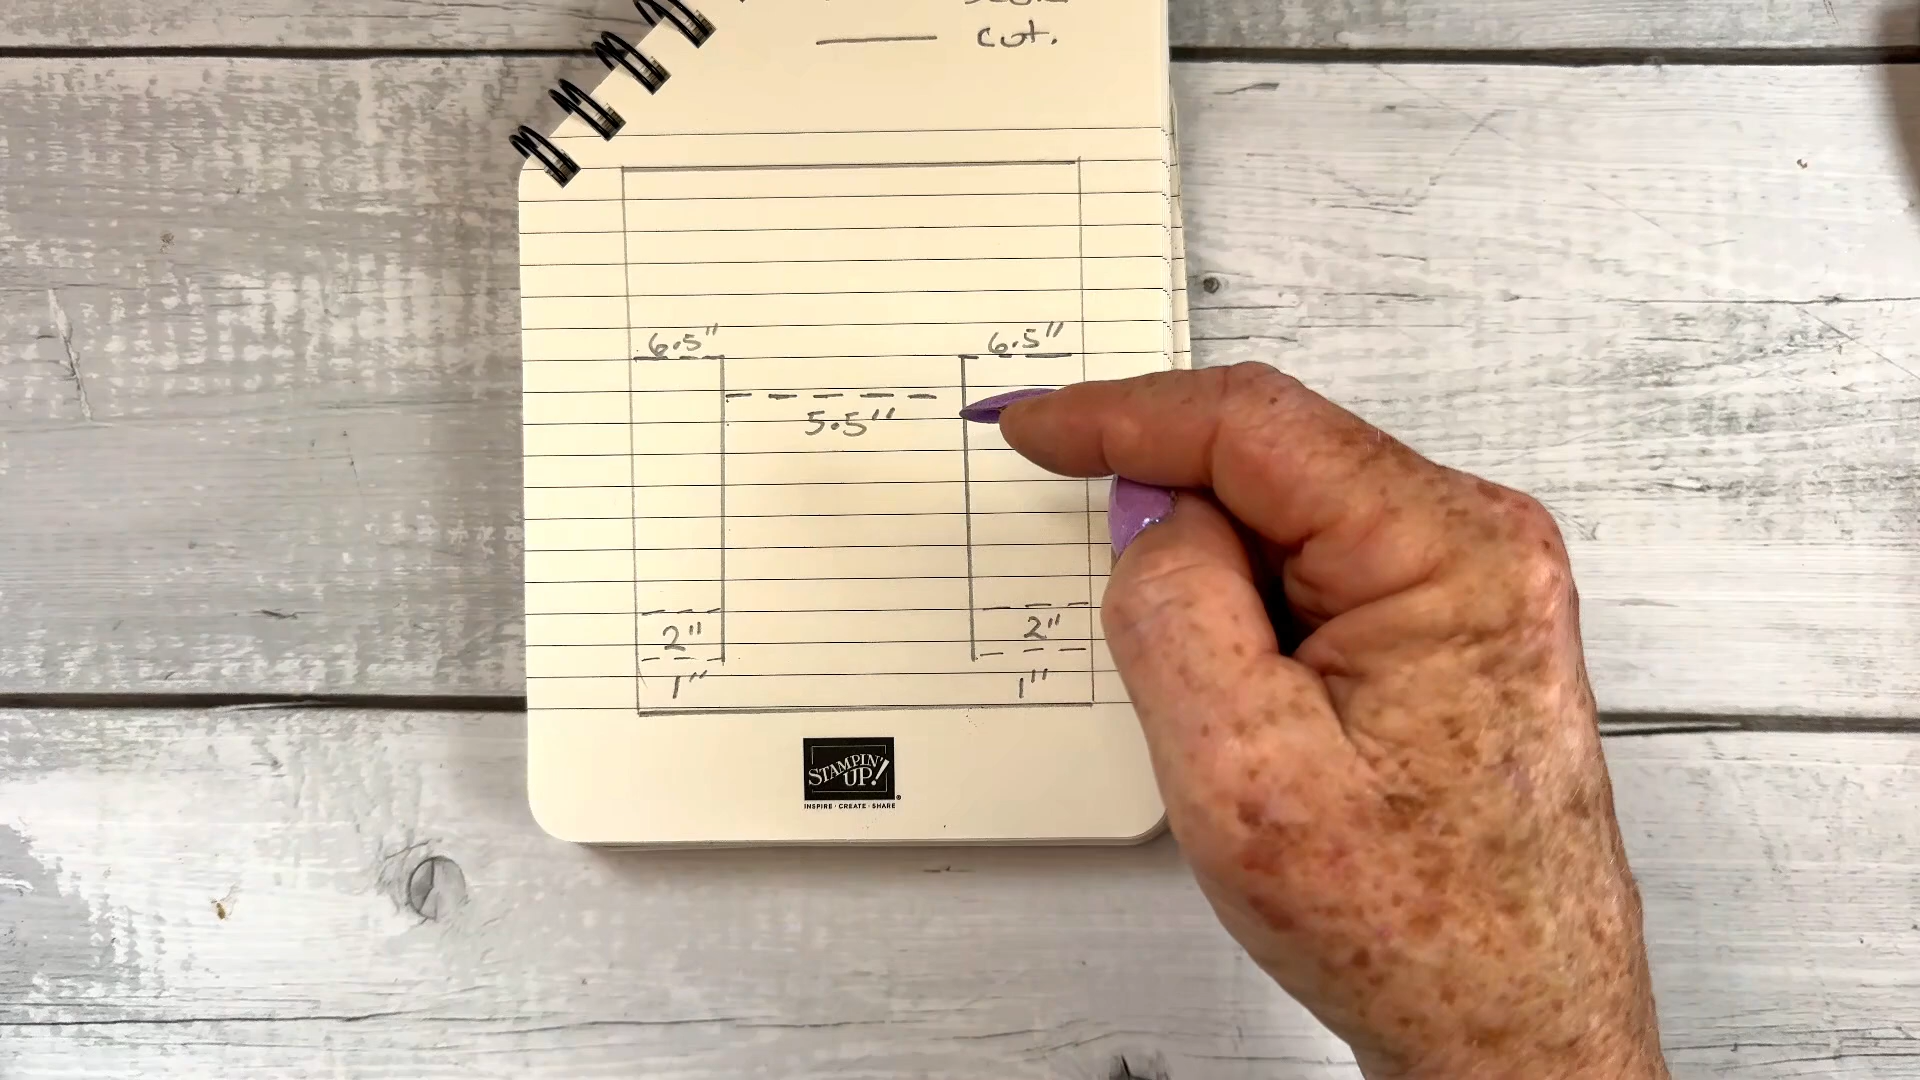 cut.
6.5" 6.5"
5.5"
2" 2"
1" 1"
STAMPIN'
UP!®
INSPIRE · CREATE · SHARE